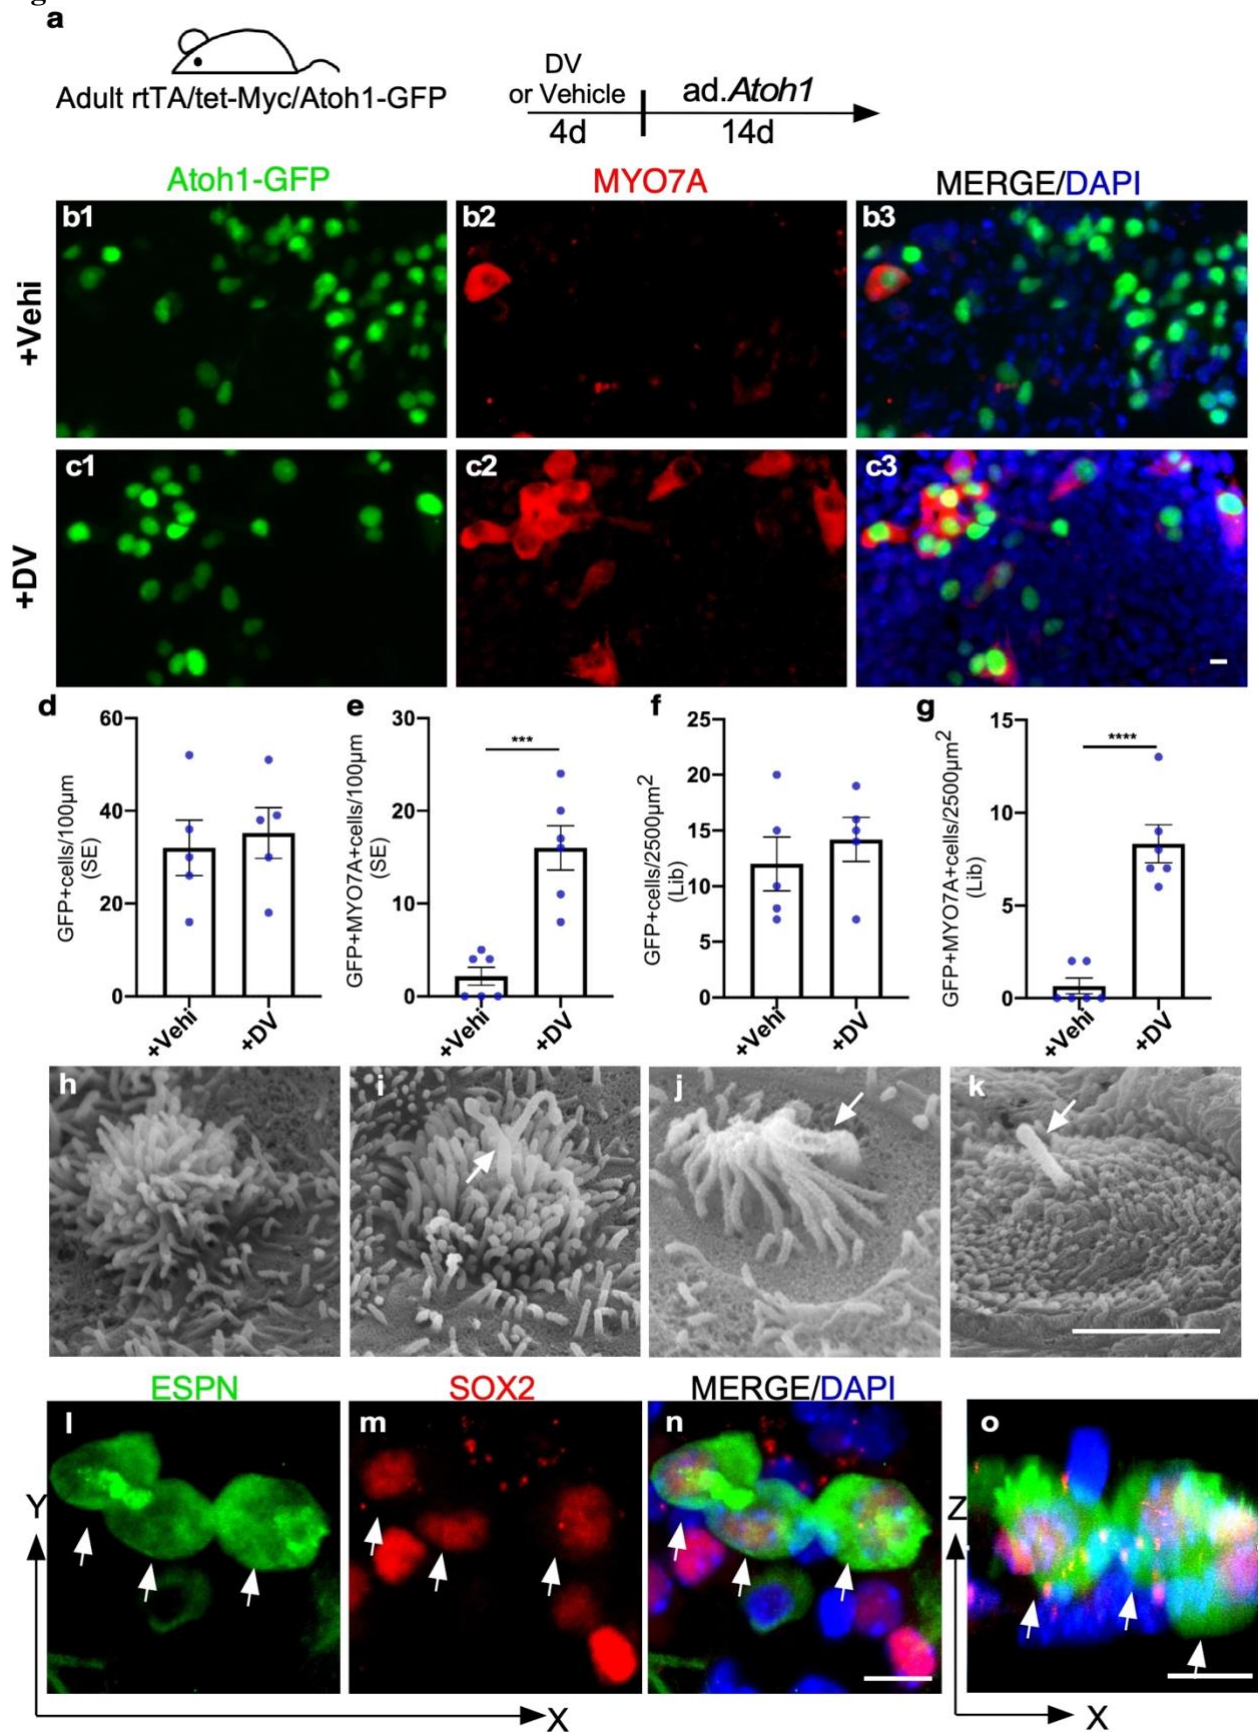 a
Adult rtTA/tet-Myc/Atoh1-GFP
DV
or Vehicle
ad.Atoh1
4d
14d
Atoh1-GFP
MYO7A
MERGE/DAPI
+Vehi
b1
b2
b3
+DV
c1
c2
c3
d
GFP+cells/100μm
(SE)
60
40
20
0
+Vehi
+DV
e
GFP+MYO7A+cells/100μm
(SE)
30
20
10
0
***
+Vehi
+DV
f
GFP+cells/2500μm²
(Lib)
25
20
15
10
5
0
+Vehi
+DV
g
GFP+MYO7A+cells/2500μm²
(Lib)
15
10
5
0
****
+Vehi
+DV
h
i
j
k
ESPN
SOX2
MERGE/DAPI
l
m
n
o
Y
X
Z
X